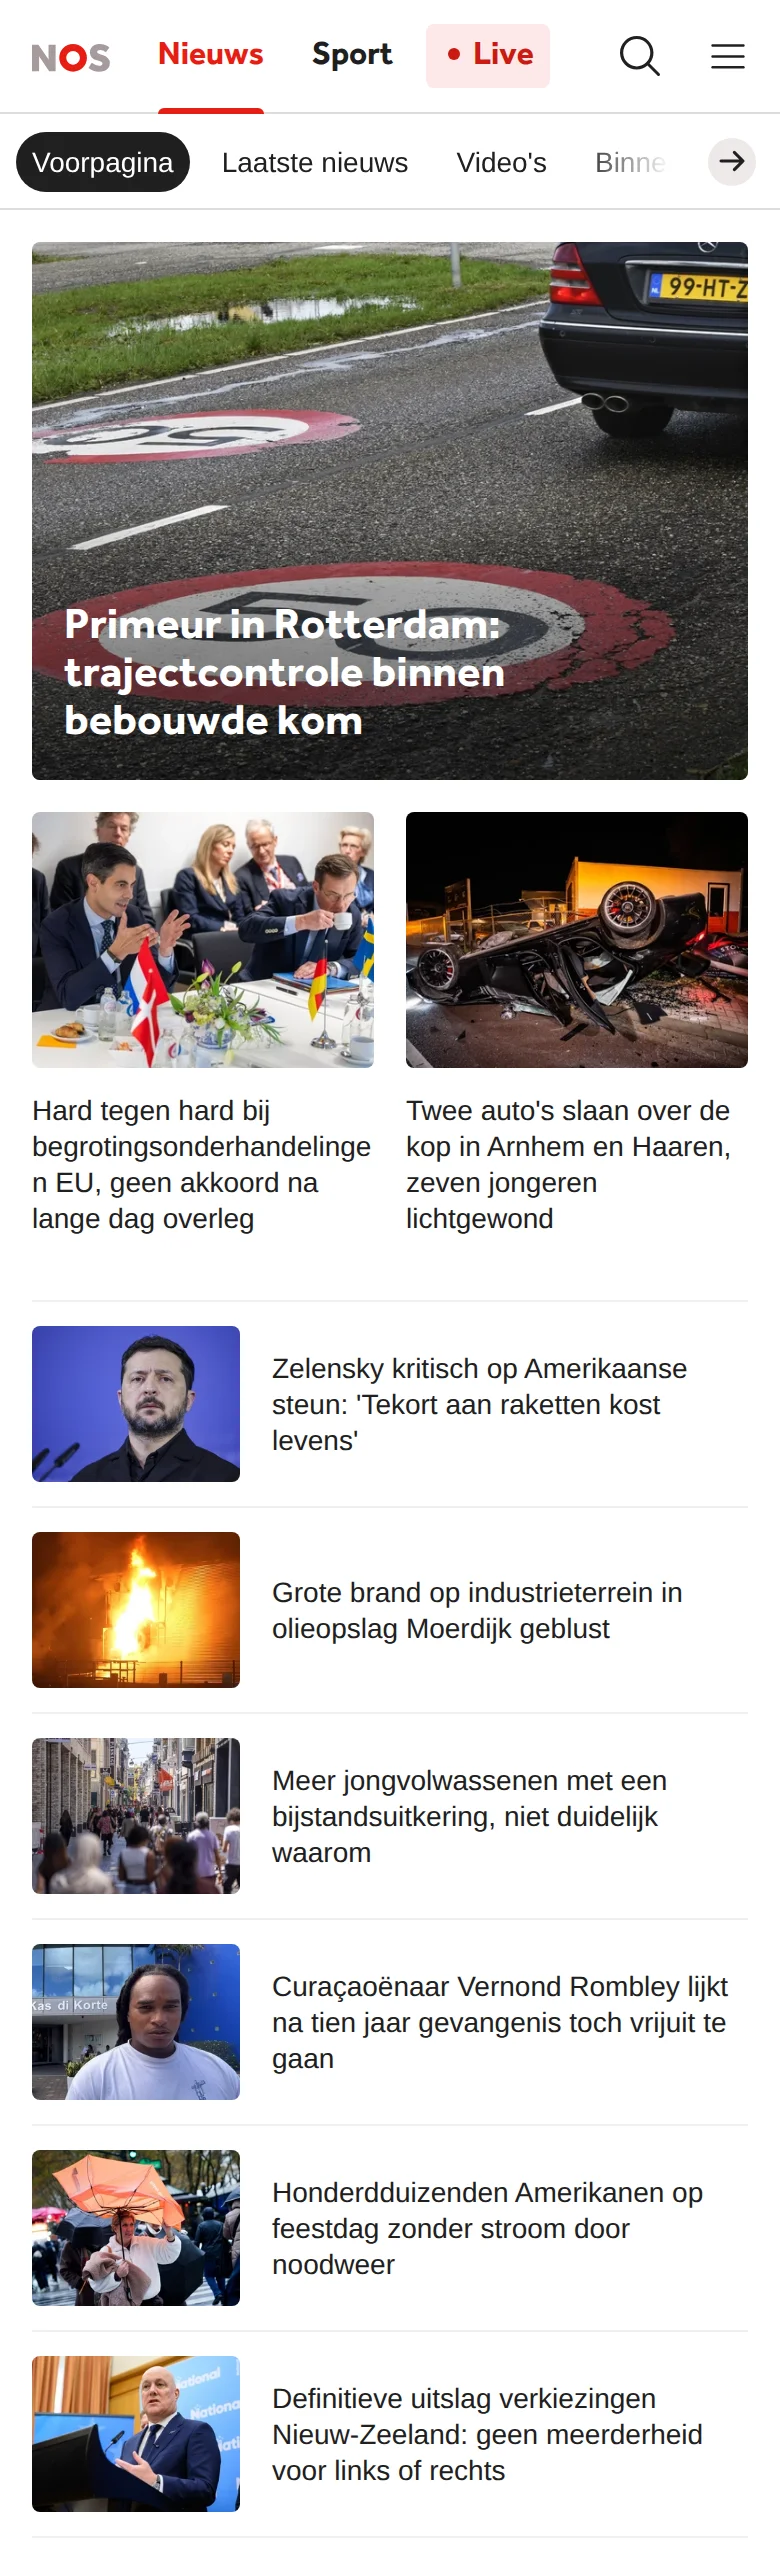 NOS Nieuws Sport Live
Voorpagina Laatste nieuws Video's Binne
99-HT-Z
NL
50
50
Primeur in Rotterdam:
trajectcontrole binnen
bebouwde kom
Hard tegen hard bij
begrotingsonderhandelinge
n EU, geen akkoord na
lange dag overleg
Twee auto's slaan over de
kop in Arnhem en Haaren,
zeven jongeren
lichtgewond
Zelensky kritisch op Amerikaanse
steun: 'Tekort aan raketten kost
levens'
Grote brand op industrieterrein in
olieopslag Moerdijk geblust
Meer jongvolwassenen met een
bijstandsuitkering, niet duidelijk
waarom
Kas di Korte
Curaçaoënaar Vernond Rombley lijkt
na tien jaar gevangenis toch vrijuit te
gaan
Honderdduizenden Amerikanen op
feestdag zonder stroom door
noodweer
National
National
Definitieve uitslag verkiezingen
Nieuw-Zeeland: geen meerderheid
voor links of rechts